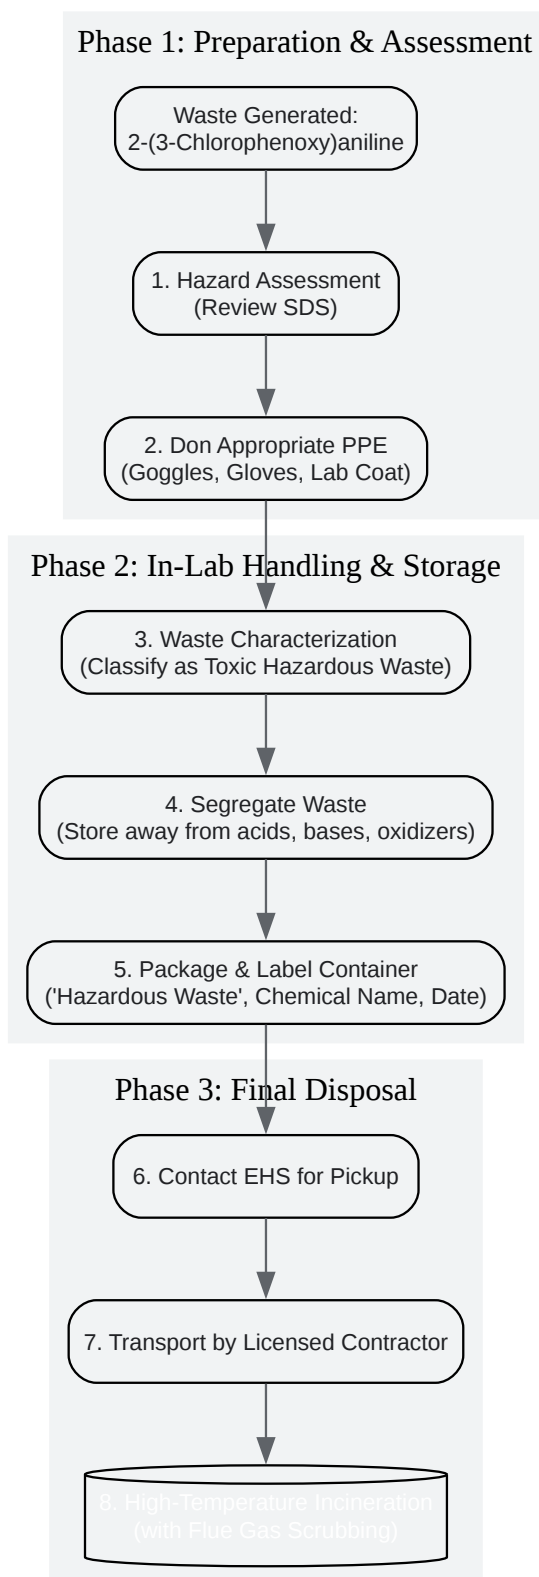 Phase 1: Preparation & Assessment
Waste Generated:
2-(3-Chlorophenoxy)aniline
1. Hazard Assessment
(Review SDS)
2. Don Appropriate PPE
(Goggles, Gloves, Lab Coat)
Phase 2: In-Lab Handling & Storage
3. Waste Characterization
(Classify as Toxic Hazardous Waste)
4. Segregate Waste
(Store away from acids, bases, oxidizers)
5. Package & Label Container
('Hazardous Waste', Chemical Name, Date)
Phase 3: Final Disposal
6. Contact EHS for Pickup
7. Transport by Licensed Contractor
8. High-Temperature Incineration
(with Flue Gas Scrubbing)